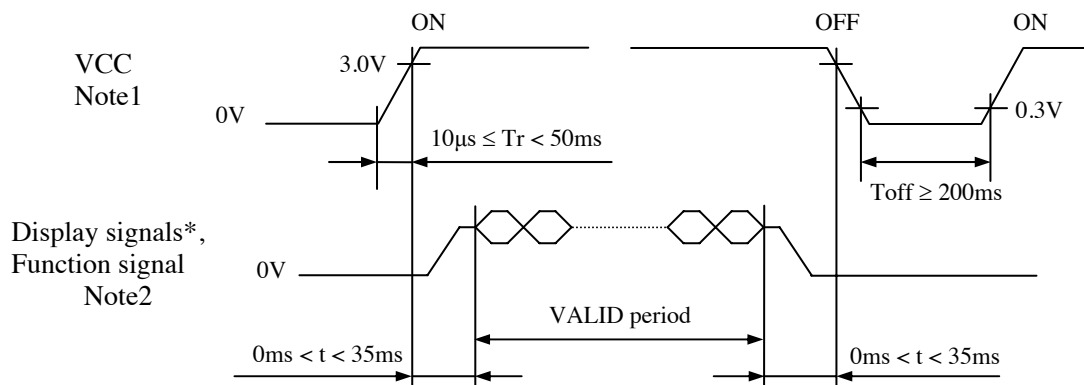 ON
OFF
ON
VCC
Note1
3.0V
0V
0.3V
10μs ≤ Tr < 50ms
Toff ≥ 200ms
Display signals*,
Function signal
Note2
0V
VALID period
0ms < t < 35ms
0ms < t < 35ms